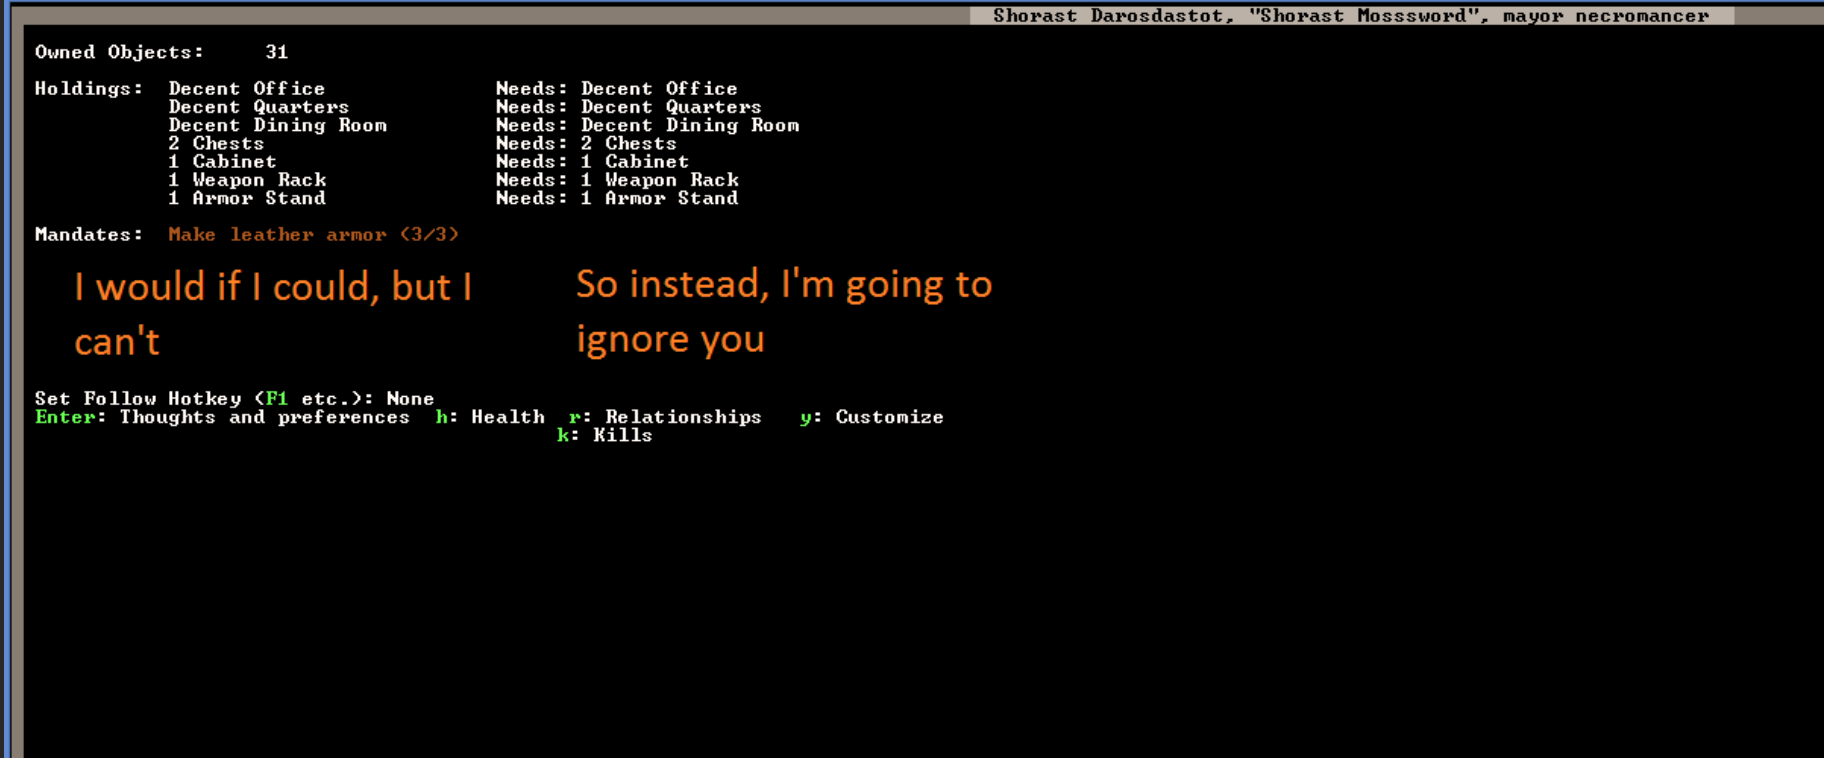 Shorast Darosdastot, "Shorast Mosssword", mayor necromancer
Owned Objects: 31
Holdings: Decent Office Needs: Decent Office
Decent Quarters Needs: Decent Quarters
Decent Dining Room Needs: Decent Dining Room
2 Chests Needs: 2 Chests
1 Cabinet Needs: 1 Cabinet
1 Weapon Rack Needs: 1 Weapon Rack
1 Armor Stand Needs: 1 Armor Stand
Mandates: Make leather armor (3/3)
I would if I could, but I
can't
So instead, I'm going to
ignore you
Set Follow Hotkey (F1 etc.): None
Enter: Thoughts and preferences h: Health r: Relationships y: Customize
k: Kills